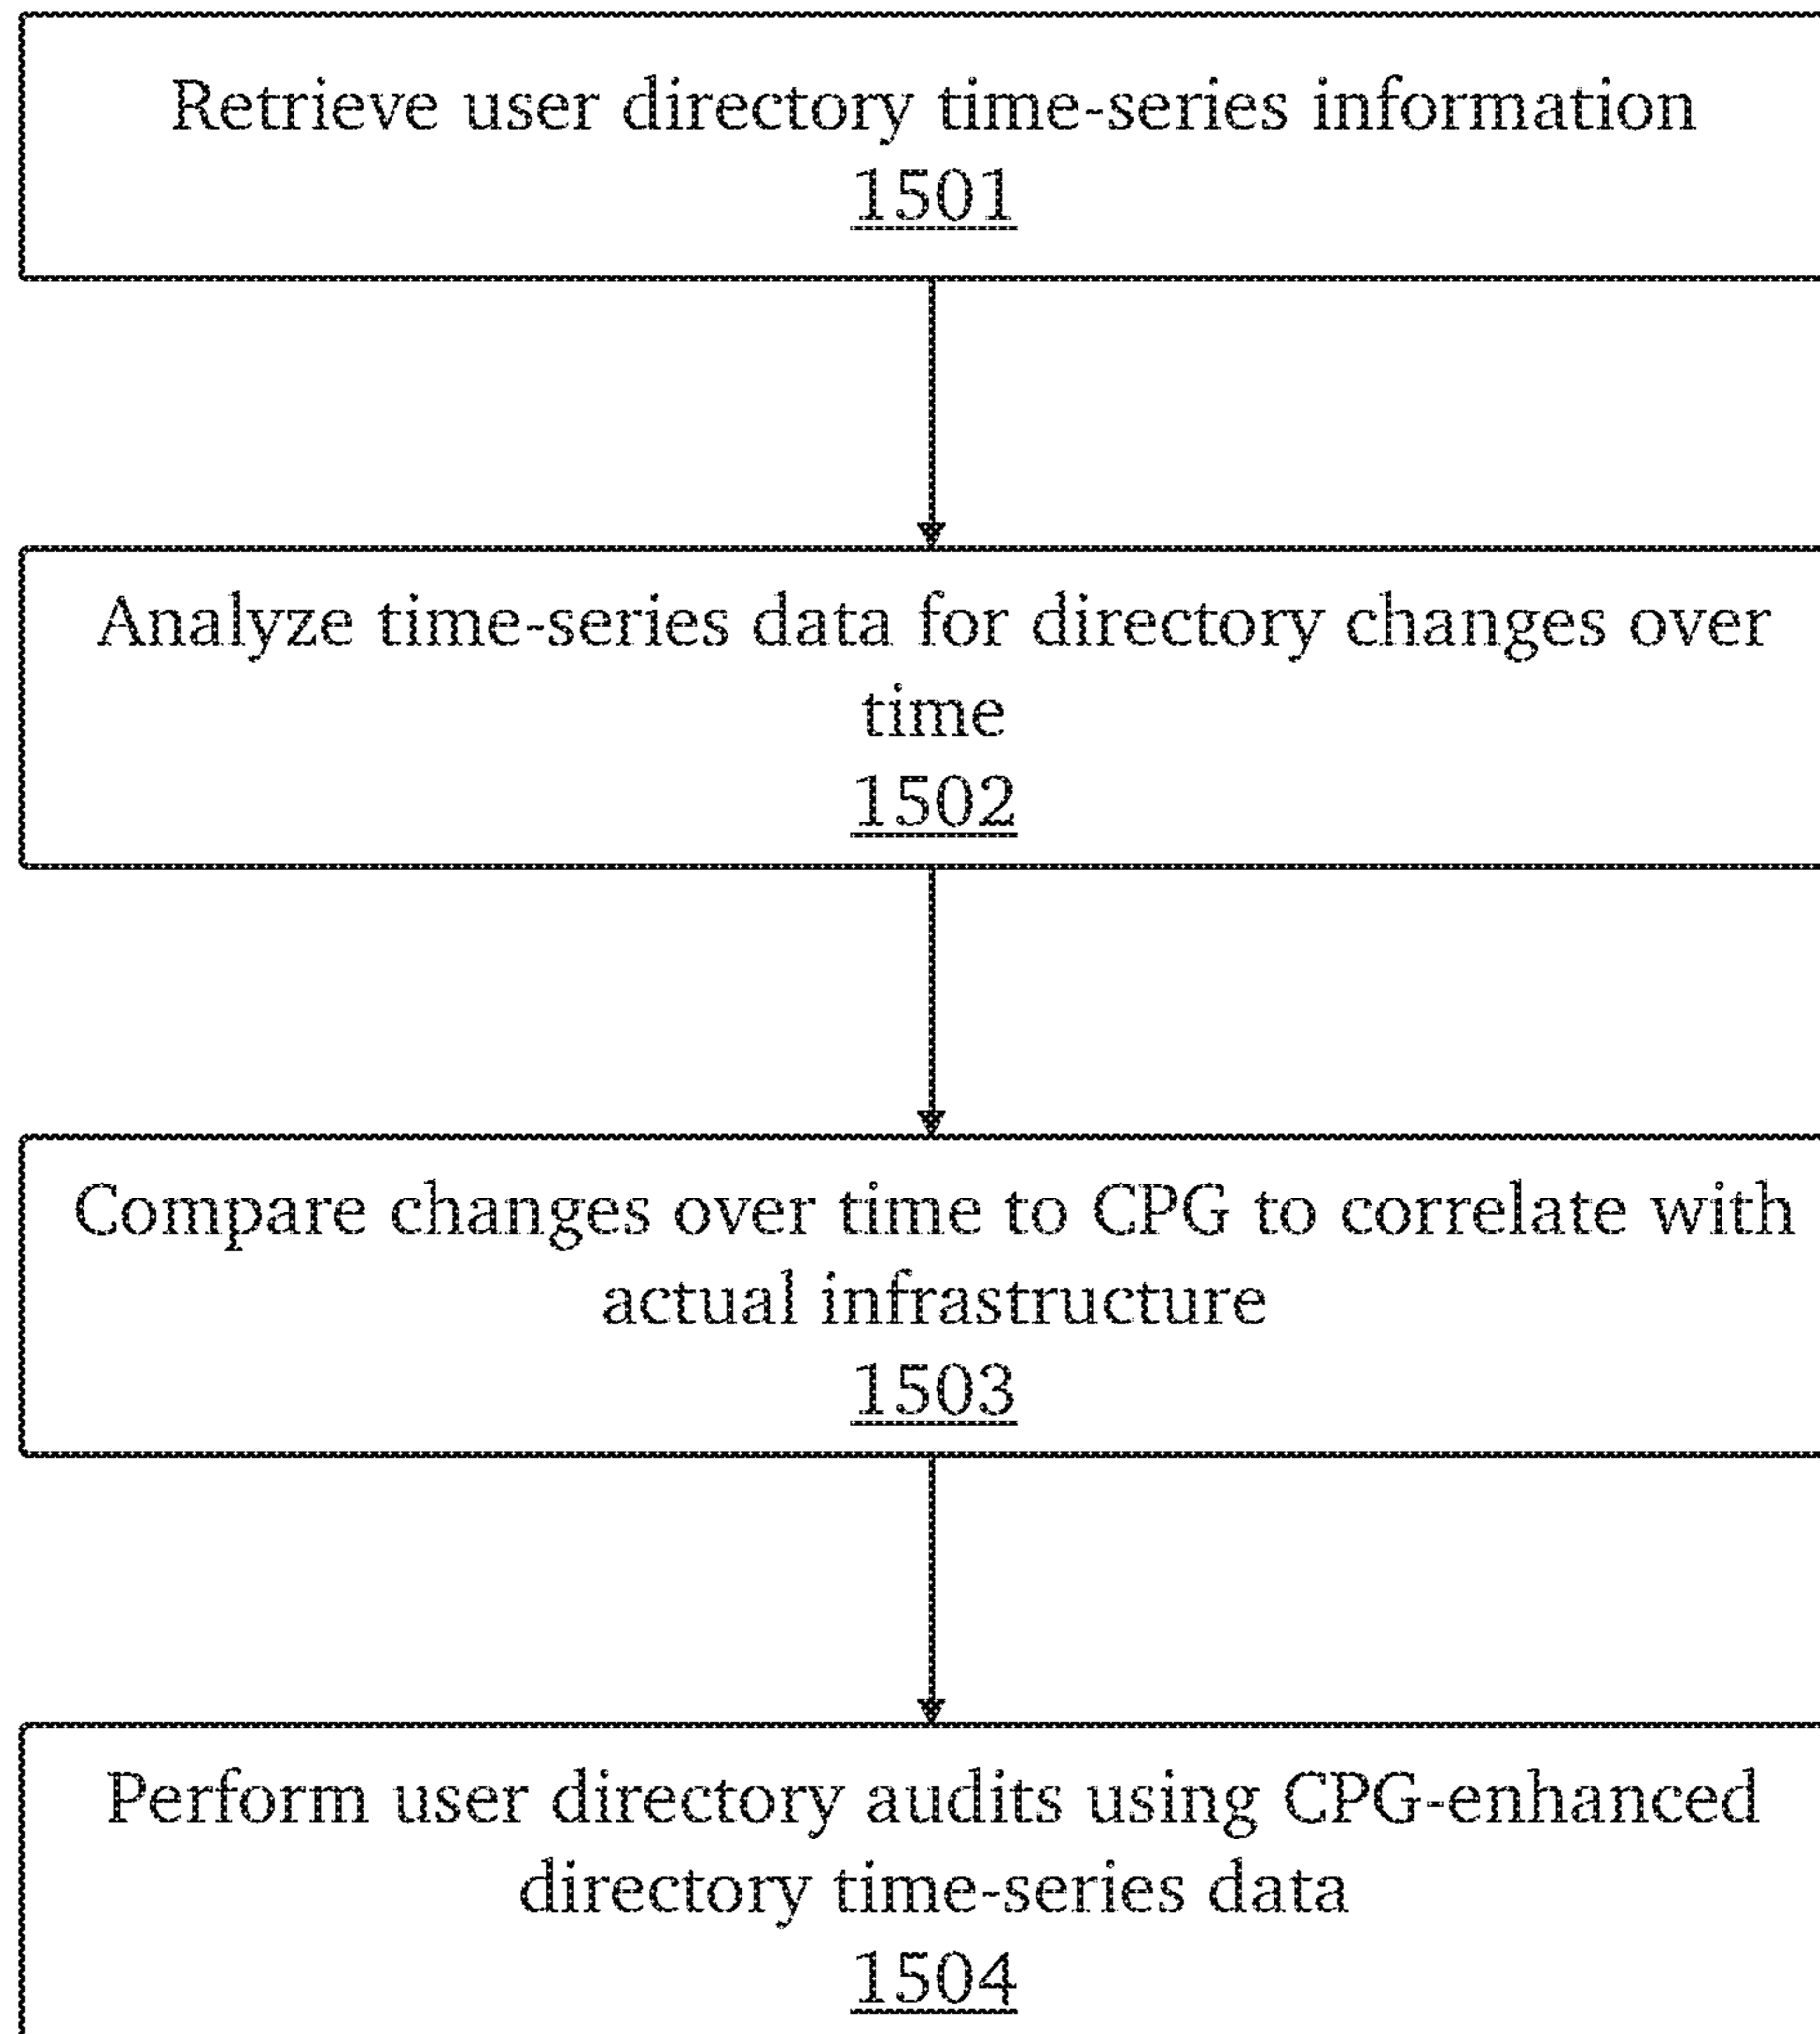 Retrieve user directory time-series information
1501
Analyze time-series data for directory changes over
time
1502
Compare changes over time to CPG to correlate with
actual infrastructure
1503
Perform user directory audits using CPG-enhanced
directory time-series data
1504